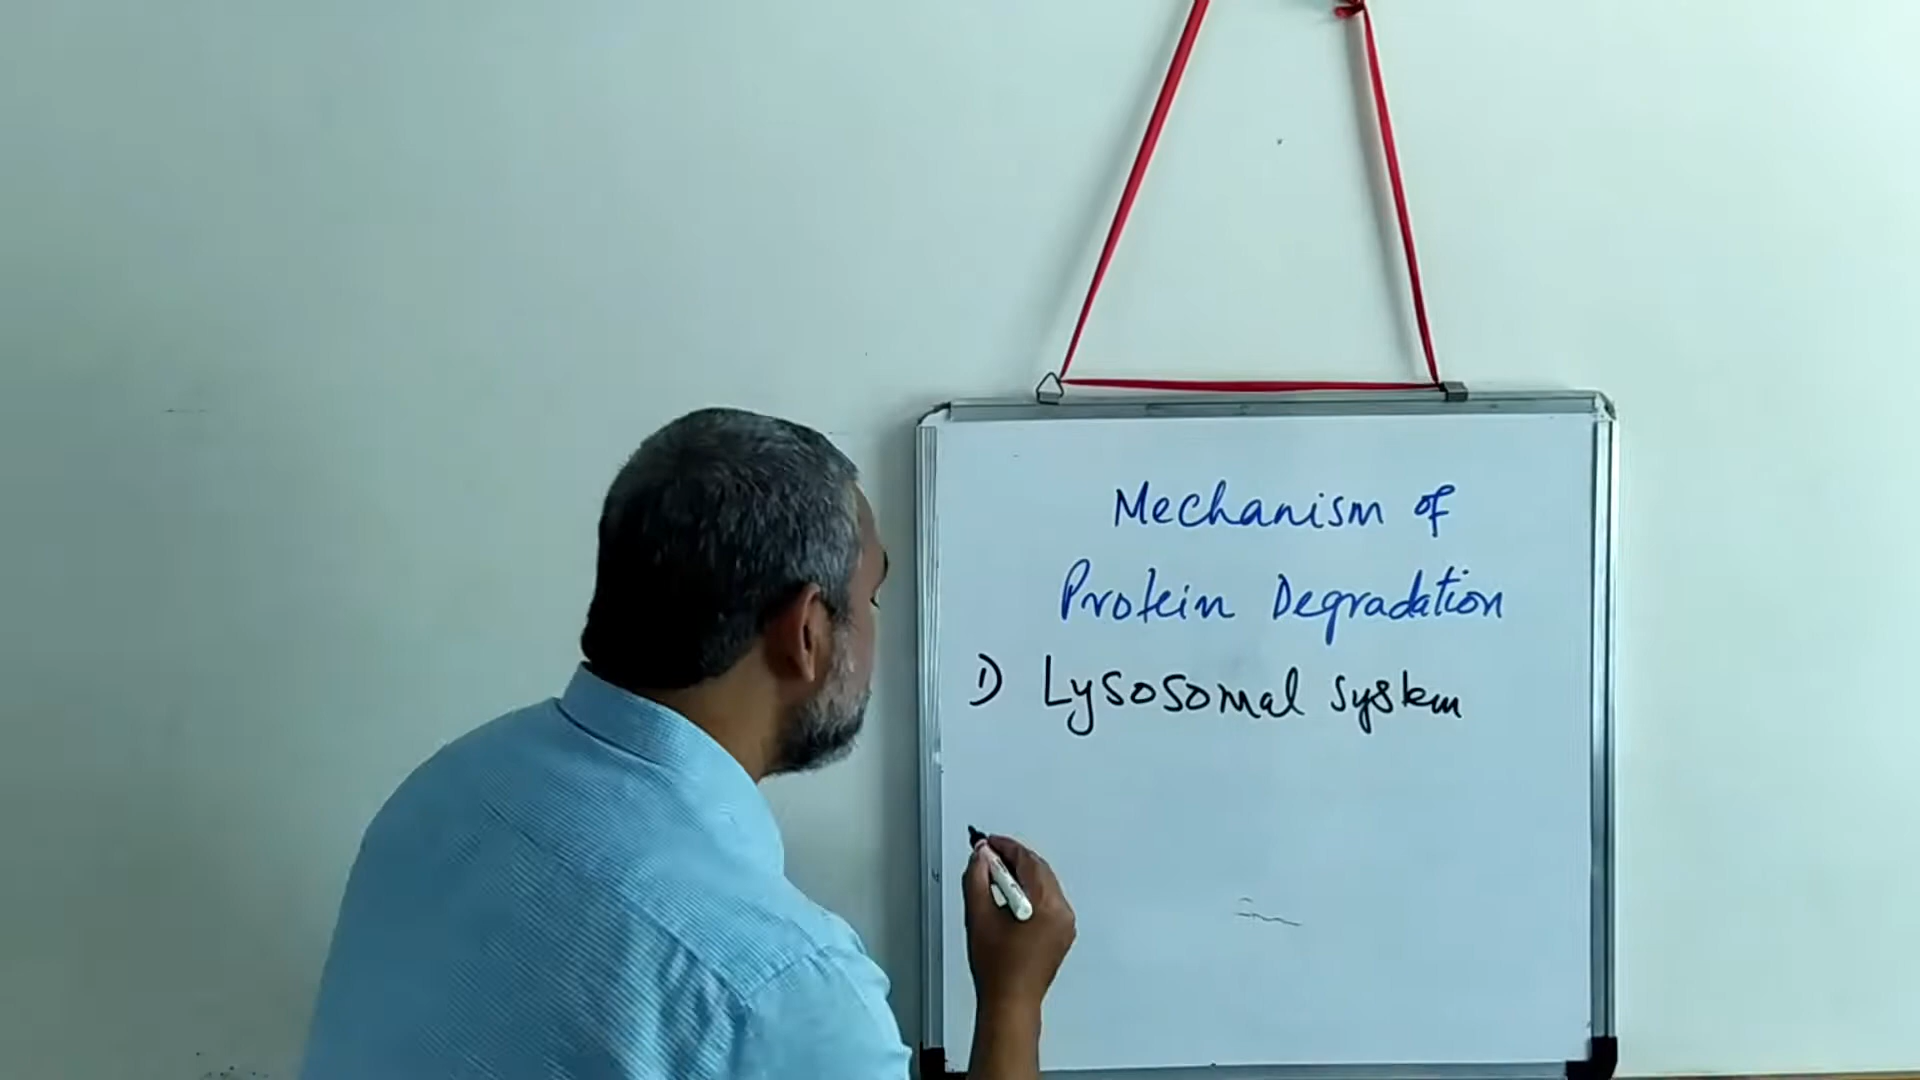 Mechanism of
Protein Degradation
1) Lysosomal system